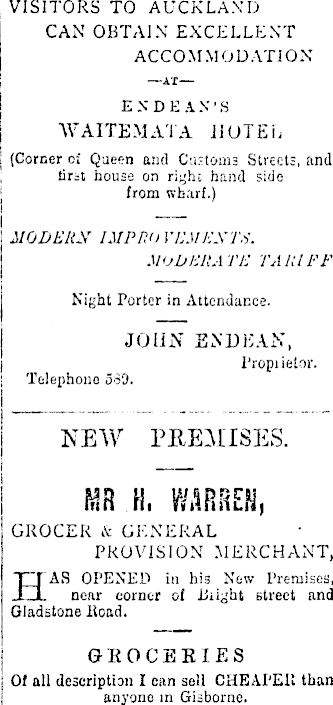 VISITORS TO AUCKLAND
CAN OBTAIN EXCELLENT
ACCOMMODATION
—AT—
ENDEAN'S
WAITEMATA HOTEL
(Corner of Queen and Customs Streets, and
first house on right hand side
from wharf.)
MODERN IMPROVEMENTS.
MODERATE TARIFF
Night Porter in Attendance.
JOHN ENDEAN,
Proprietor.
Telephone 589.
NEW PREMISES.
MR H. WARREN,
GROCER & GENERAL
PROVISION MERCHANT,
HAS OPENED in his New Premises,
near corner of Bright street and
Gladstone Road.
GROCERIES
Of all description I can sell CHEAPER than
anyone in Gisborne.